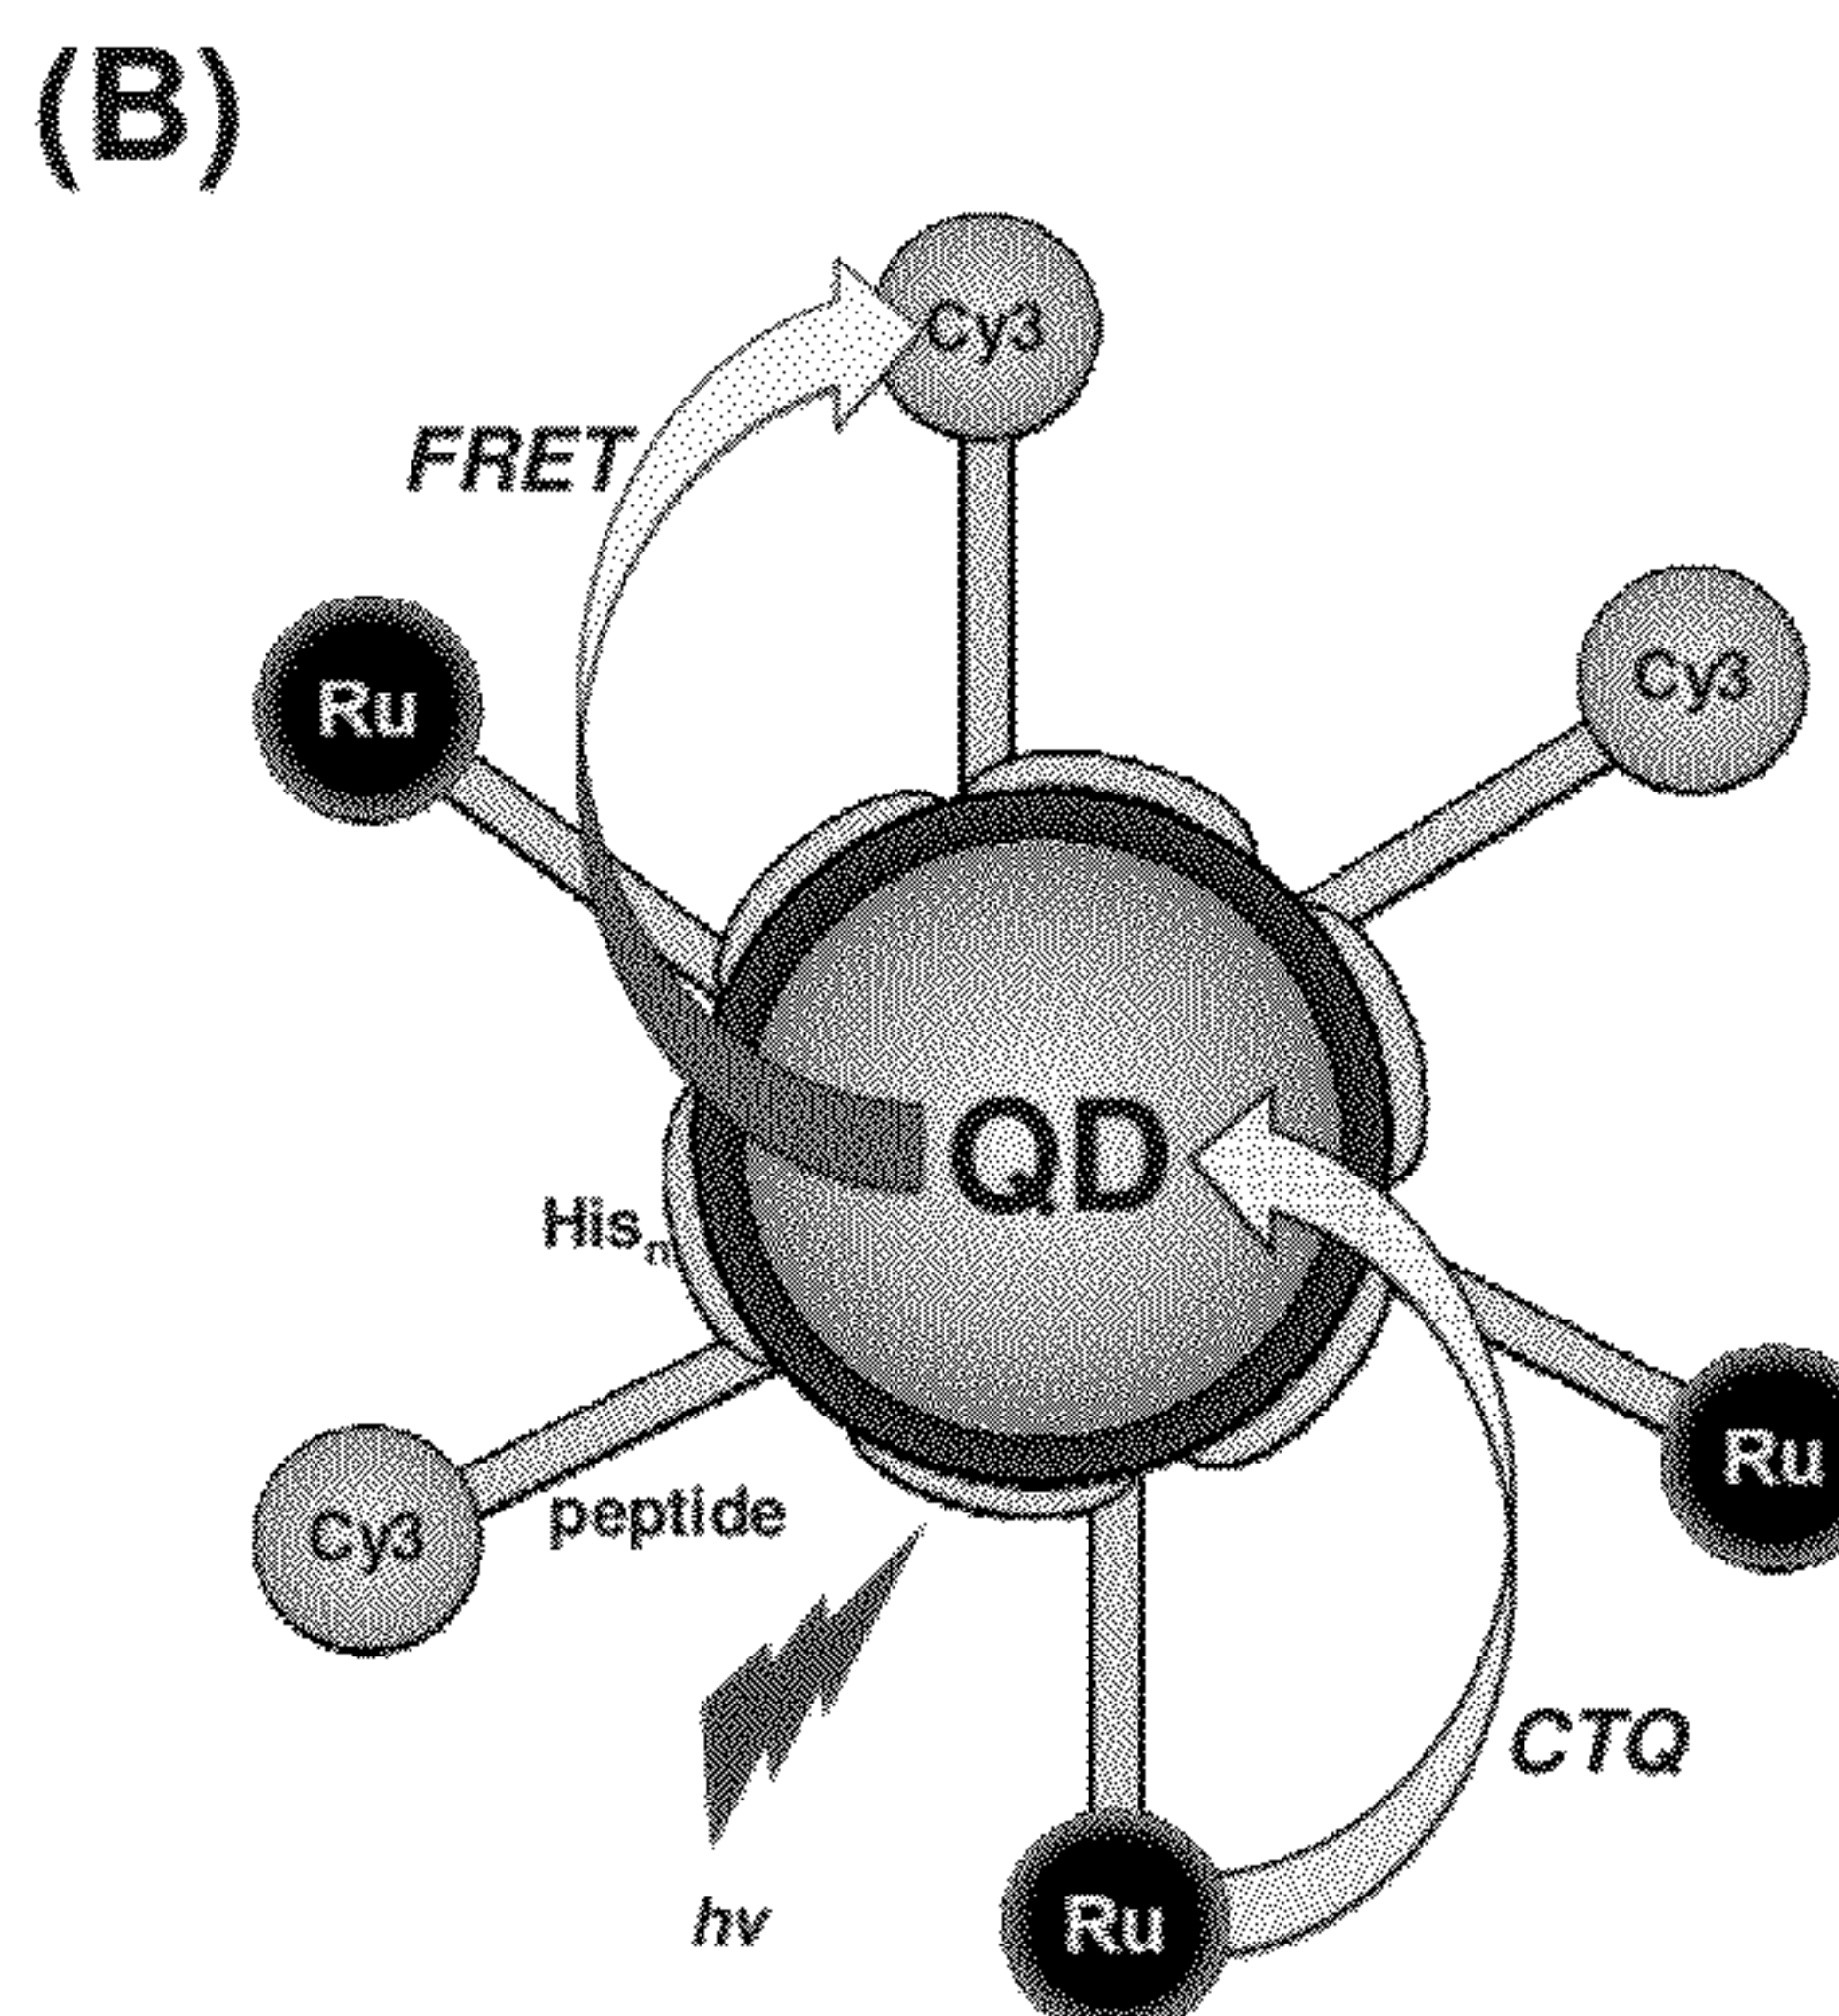 (B)
Cy3
FRET
Cy3
Ru
QD
Hisn
Ru
peptide
Cy3
CTQ
hv
Ru